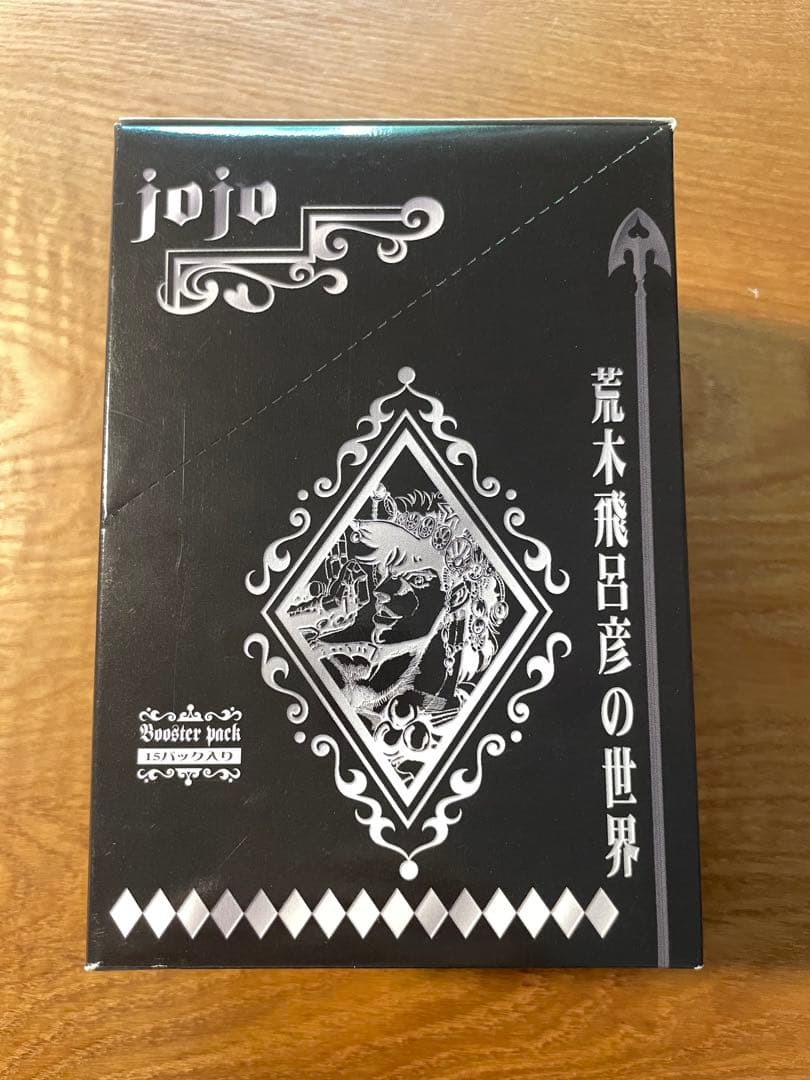 jojo
荒木飛呂彦の世界
Booster pack
15パック入り